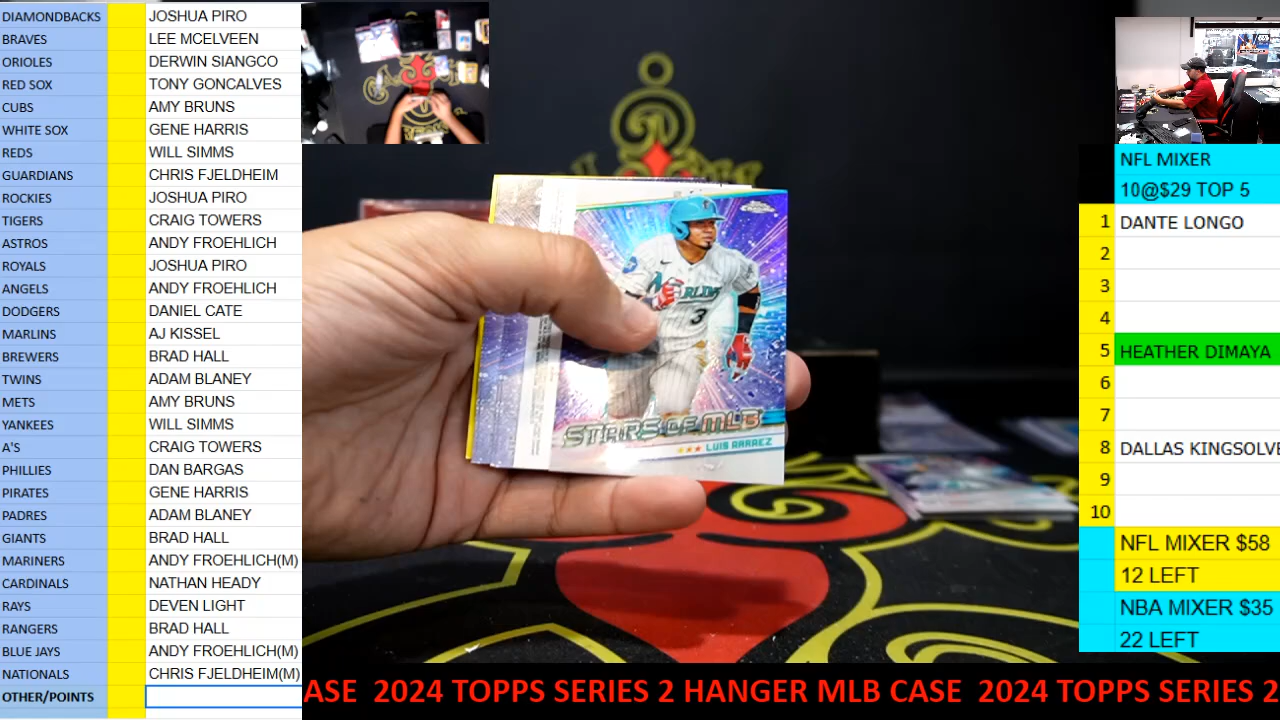 DIAMONDBACKS JOSHUA PIRO
BRAVES LEE MCELVEEN
ORIOLES DERWIN SIANGCO
RED SOX TONY GONCALVES
CUBS AMY BRUNS
WHITE SOX GENE HARRIS
REDS WILL SIMMS
GUARDIANS CHRIS FJELDHEIM
ROCKIES JOSHUA PIRO
TIGERS CRAIG TOWERS
ASTROS ANDY FROEHLICH
ROYALS JOSHUA PIRO
ANGELS ANDY FROEHLICH
DODGERS DANIEL CATE
MARLINS AJ KISSEL
BREWERS BRAD HALL
TWINS ADAM BLANEY
METS AMY BRUNS
YANKEES WILL SIMMS
A'S CRAIG TOWERS
PHILLIES DAN BARGAS
PIRATES GENE HARRIS
PADRES ADAM BLANEY
GIANTS BRAD HALL
MARINERS ANDY FROEHLICH(M)
CARDINALS NATHAN HEADY
RAYS DEVEN LIGHT
RANGERS BRAD HALL
BLUE JAYS ANDY FROEHLICH(M)
NATIONALS CHRIS FJELDHEIM(M)
OTHER/POINTS
3
STARS OF MLB
LUIS ARRAEZ
NFL MIXER
10@$29 TOP 5
1 DANTE LONGO
2
3
4
5 HEATHER DIMAYA
6
7
8 DALLAS KINGSOLVE
9
10
NFL MIXER $58
12 LEFT
NBA MIXER $35
22 LEFT
ASE 2024 TOPPS SERIES 2 HANGER MLB CASE 2024 TOPPS SERIES 2